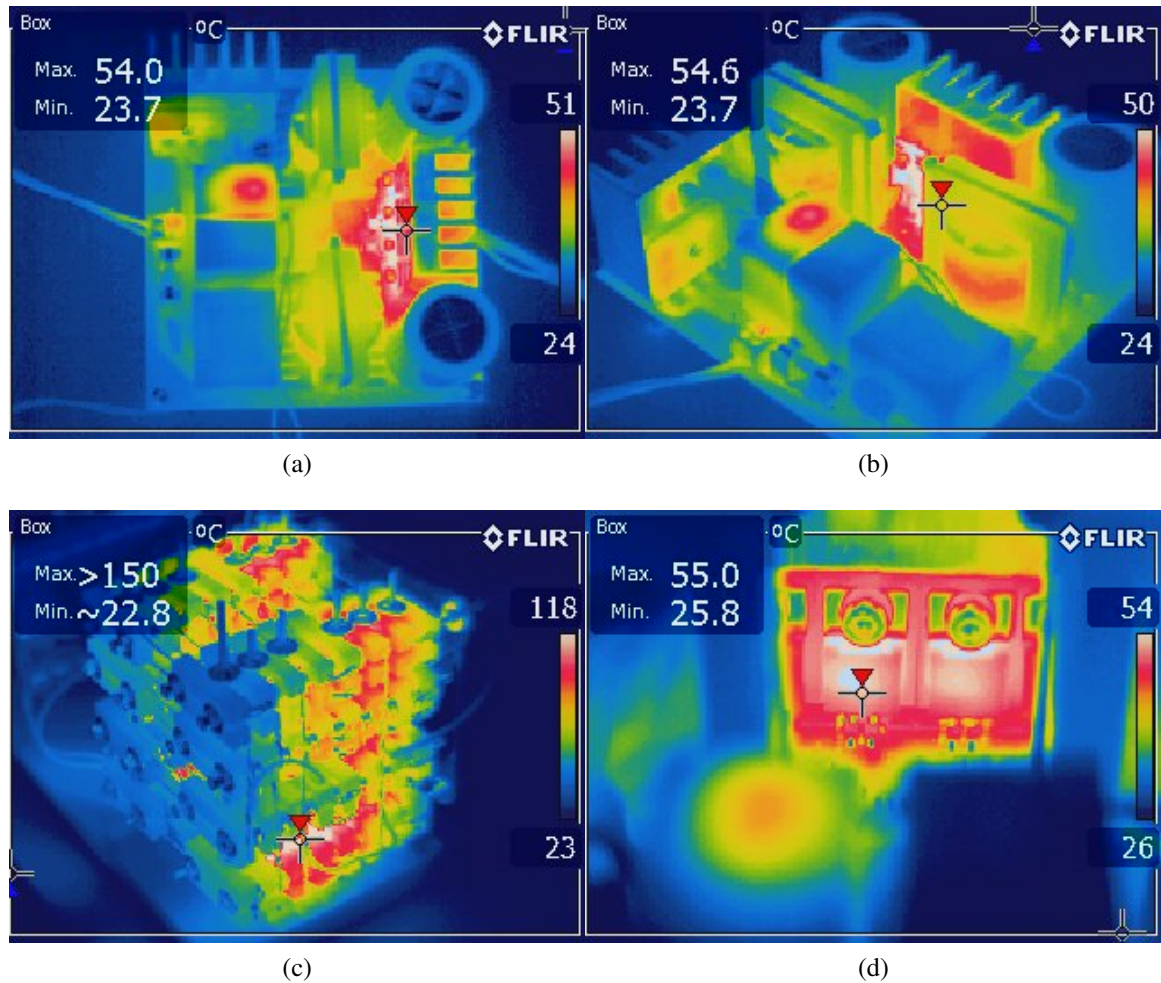 Box
°C
FLIR
Max. 54.0
Min. 23.7
51
24
(a)
Box
°C
FLIR
Max. 54.6
Min. 23.7
50
24
(b)
Box
°C
FLIR
Max. >150
Min. ~22.8
118
23
(c)
Box
°C
FLIR
Max. 55.0
Min. 25.8
54
26
(d)